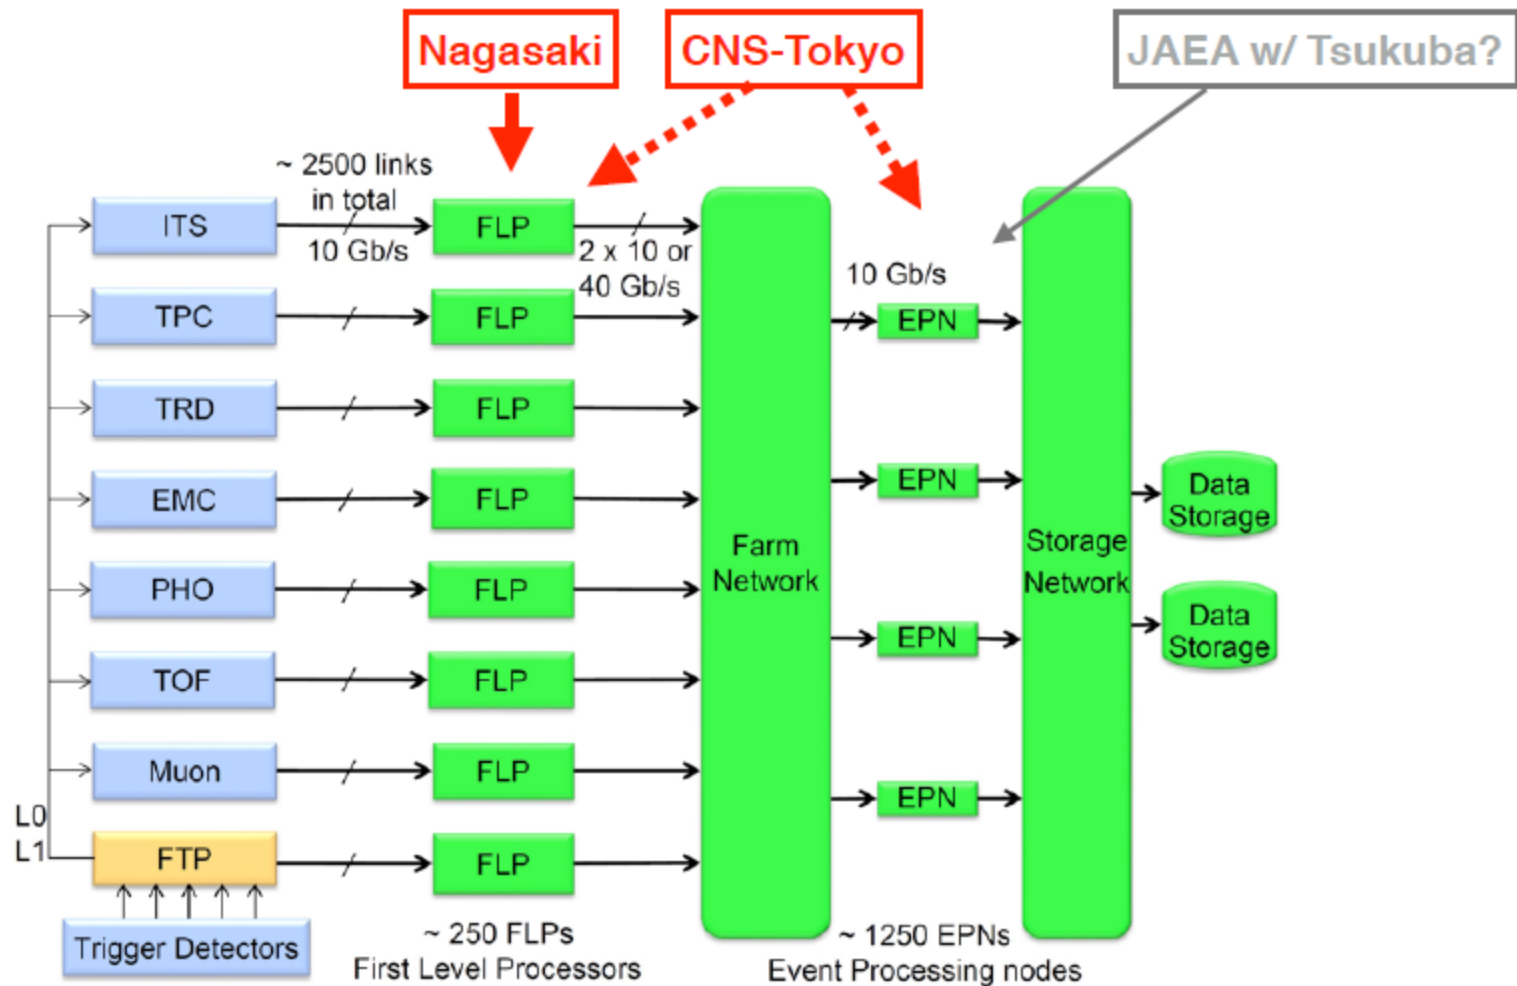 Nagasaki
CNS-Tokyo
JAEA w/ Tsukuba?
~ 2500 links
in total
10 Gb/s
2 x 10 or
40 Gb/s
10 Gb/s
ITS
FLP
TPC
FLP
EPN
TRD
FLP
EMC
FLP
EPN
Data
Storage
Farm
Network
Storage
Network
PHO
FLP
Data
Storage
TOF
FLP
EPN
Muon
FLP
EPN
L0
L1
FTP
FLP
Trigger Detectors
~ 250 FLPs
First Level Processors
~ 1250 EPNs
Event Processing nodes